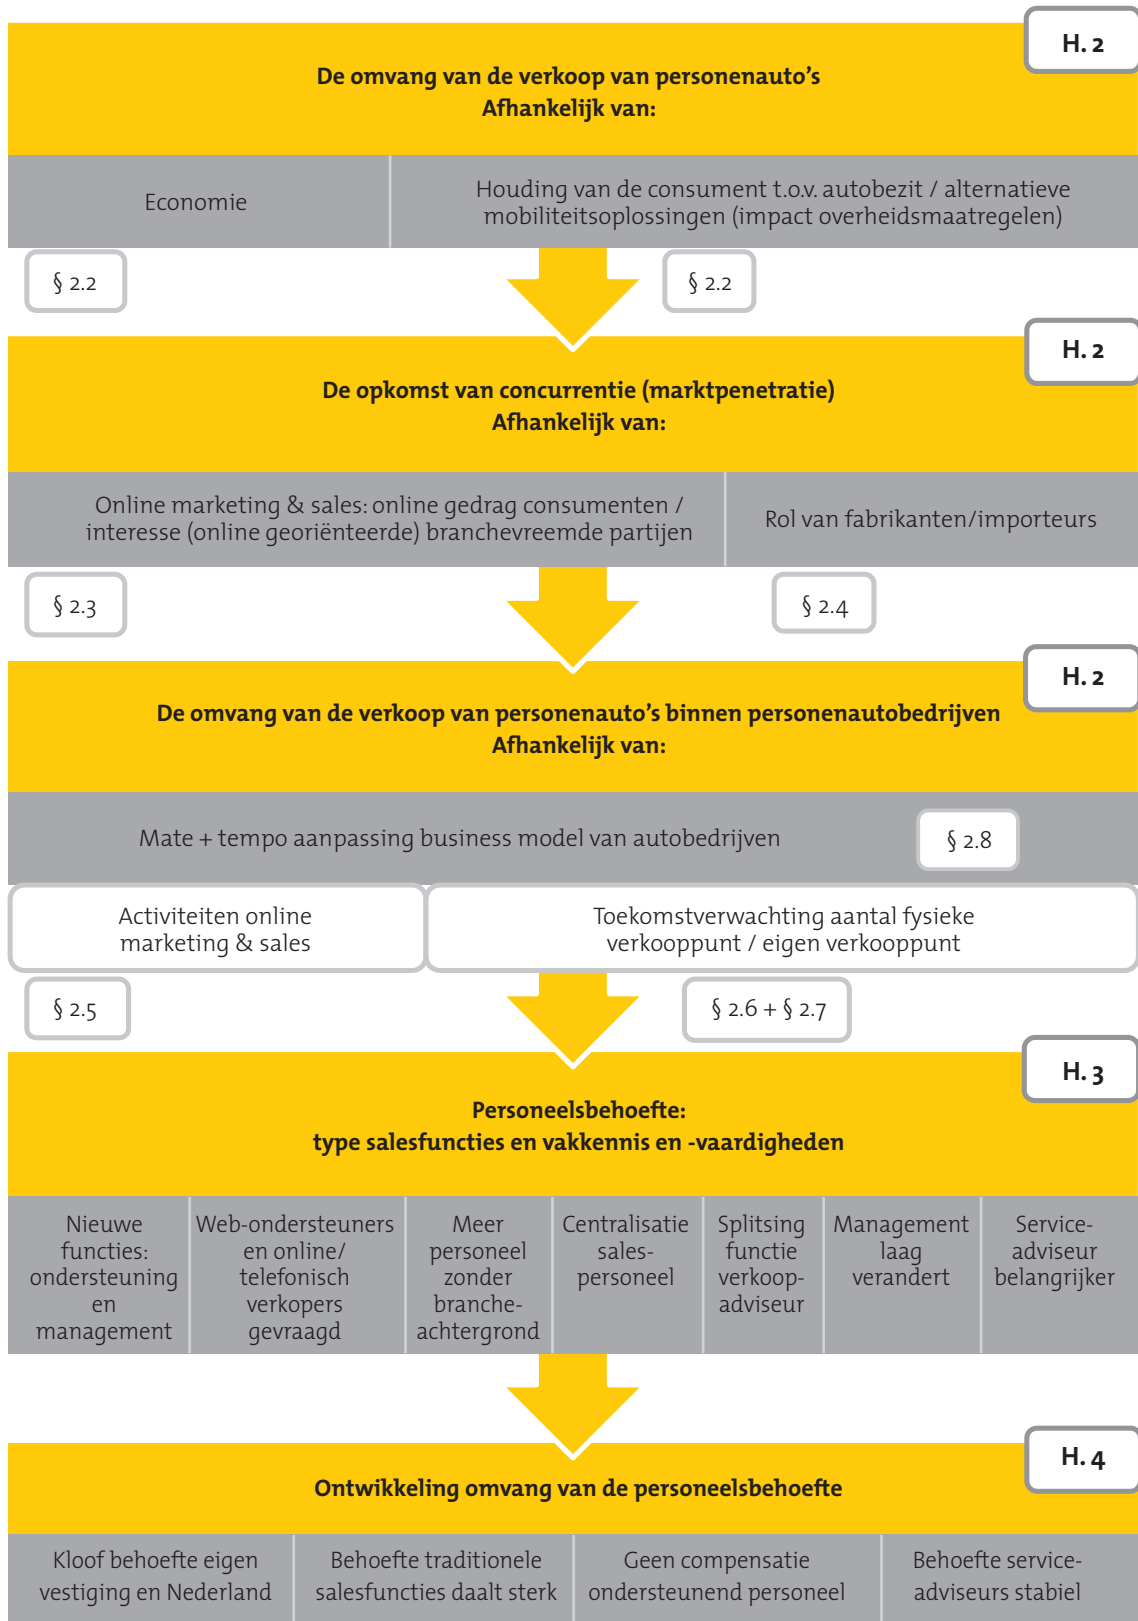 H. 2
De omvang van de verkoop van personenauto’s
Afhankelijk van:
Economie
Houding van de consument t.o.v. autobezit / alternatieve
mobiliteitsoplossingen (impact overheidsmaatregelen)
§ 2.2
§ 2.2
H. 2
De opkomst van concurrentie (marktpenetratie)
Afhankelijk van:
Online marketing & sales: online gedrag consumenten /
interesse (online georiënteerde) branchevreemde partijen
Rol van fabrikanten/importeurs
§ 2.3
§ 2.4
H. 2
De omvang van de verkoop van personenauto’s binnen personenautobedrijven
Afhankelijk van:
Mate + tempo aanpassing business model van autobedrijven
§ 2.8
Activiteiten online
marketing & sales
Toekomstverwachting aantal fysieke
verkooppunt / eigen verkooppunt
§ 2.5
§ 2.6 + § 2.7
H. 3
Personeelsbehoefte:
type salesfuncties en vakkennis en -vaardigheden
Nieuwe
functies:
ondersteuning
en
management
Web-ondersteuners
en online/
telefonisch
verkopers
gevraagd
Meer
personeel
zonder
branche-
achtergrond
Centralisatie
sales-
personeel
Splitsing
functie
verkoop-
adviseur
Management
laag
verandert
Service-
adviseur
belangrijker
H. 4
Ontwikkeling omvang van de personeelsbehoefte
Kloof behoefte eigen
vestiging en Nederland
Behoefte traditionele
salesfuncties daalt sterk
Geen compensatie
ondersteunend personeel
Behoefte service-
adviseurs stabiel